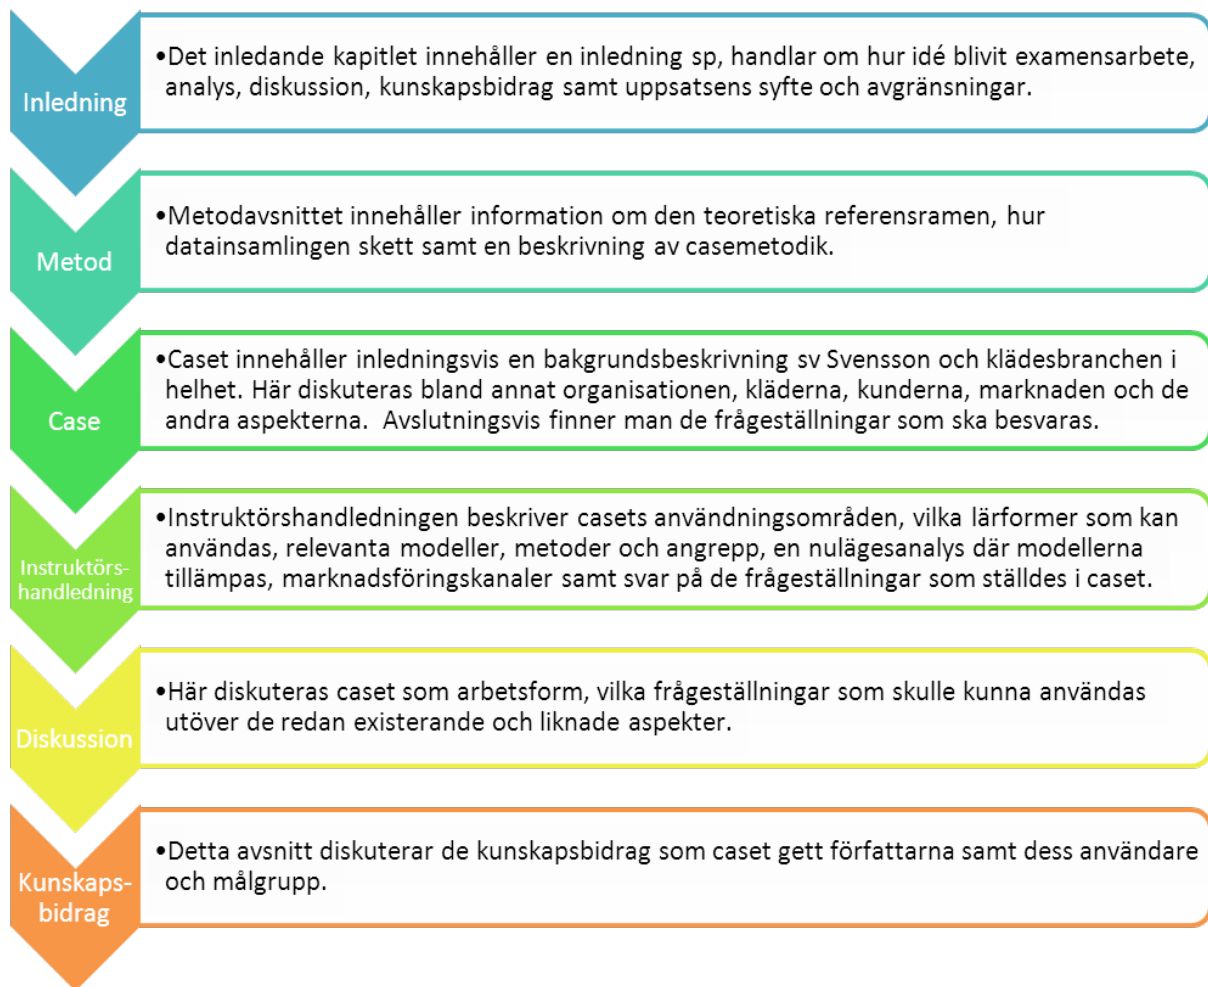 Inledning
•Det inledande kapitlet innehåller en inledning sp, handlar om hur idé blivit examensarbete,
analys, diskussion, kunskapsbidrag samt uppsatsens syfte och avgränsningar.
Metod
•Metodavsnittet innehåller information om den teoretiska referensramen, hur
datainsamlingen skett samt en beskrivning av casemetodik.
Case
•Caset innehåller inledningsvis en bakgrundsbeskrivning sv Svensson och klädesbranchen i
helhet. Här diskuteras bland annat organisationen, kläderna, kunderna, marknaden och de
andra aspekterna.  Avslutningsvis finner man de frågeställningar som ska besvaras.
Instruktörs-
handledning
•Instruktörshandledningen beskriver casets användningsområden, vilka lärformer som kan
användas, relevanta modeller, metoder och angrepp, en nulägesanalys där modellerna
tillämpas, marknadsföringskanaler samt svar på de frågeställningar som ställdes i caset.
Diskussion
•Här diskuteras caset som arbetsform, vilka frågeställningar som skulle kunna användas
utöver de redan existerande och liknade aspekter.
Kunskaps-
bidrag
•Detta avsnitt diskuterar de kunskapsbidrag som caset gett författarna samt dess användare
och målgrupp.